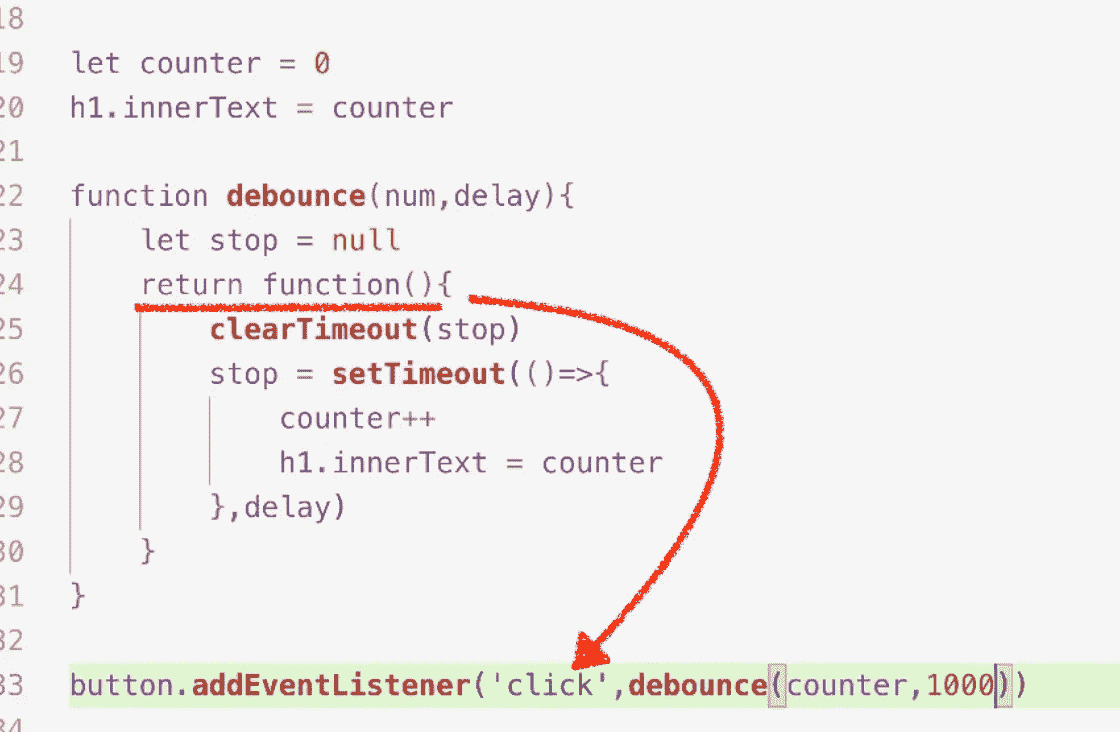 18
19 let counter = 0
20 h1.innerText = counter
21
22 function debounce(num,delay){
23 let stop = null
24 return function(){
25 clearTimeout(stop)
26 stop = setTimeout(()=>{
27 counter++
28 h1.innerText = counter
29 },delay)
30 }
31 }
32
33 button.addEventListener('click',debounce(counter,1000))
34